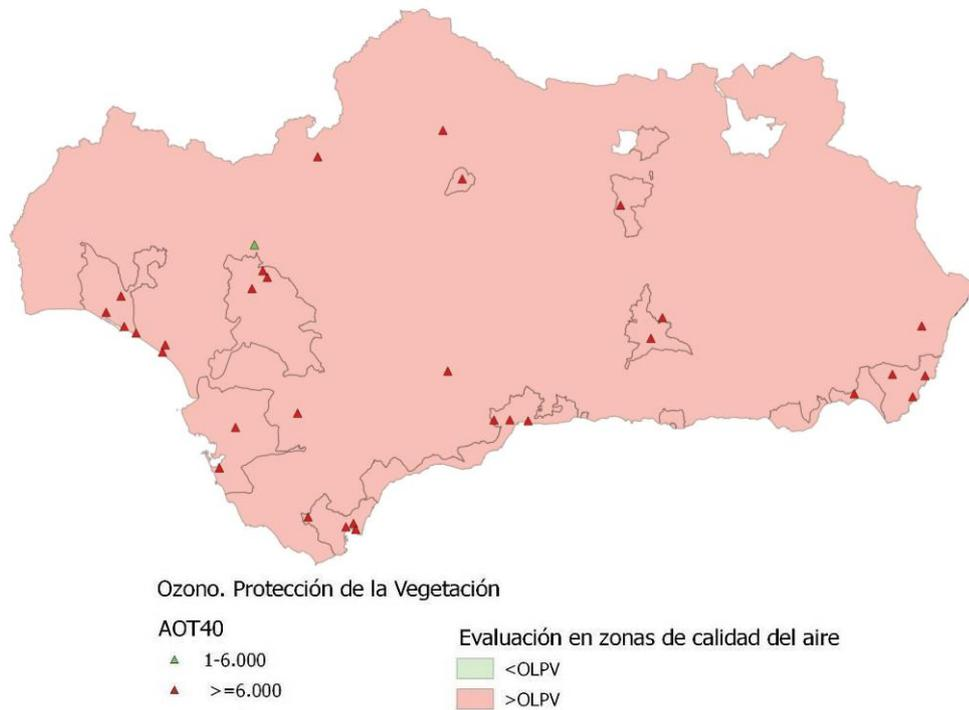 Ozono. Protección de la Vegetación
AOT40
1-6.000
>=6.000
Evaluación en zonas de calidad del aire
<OLPV
>OLPV